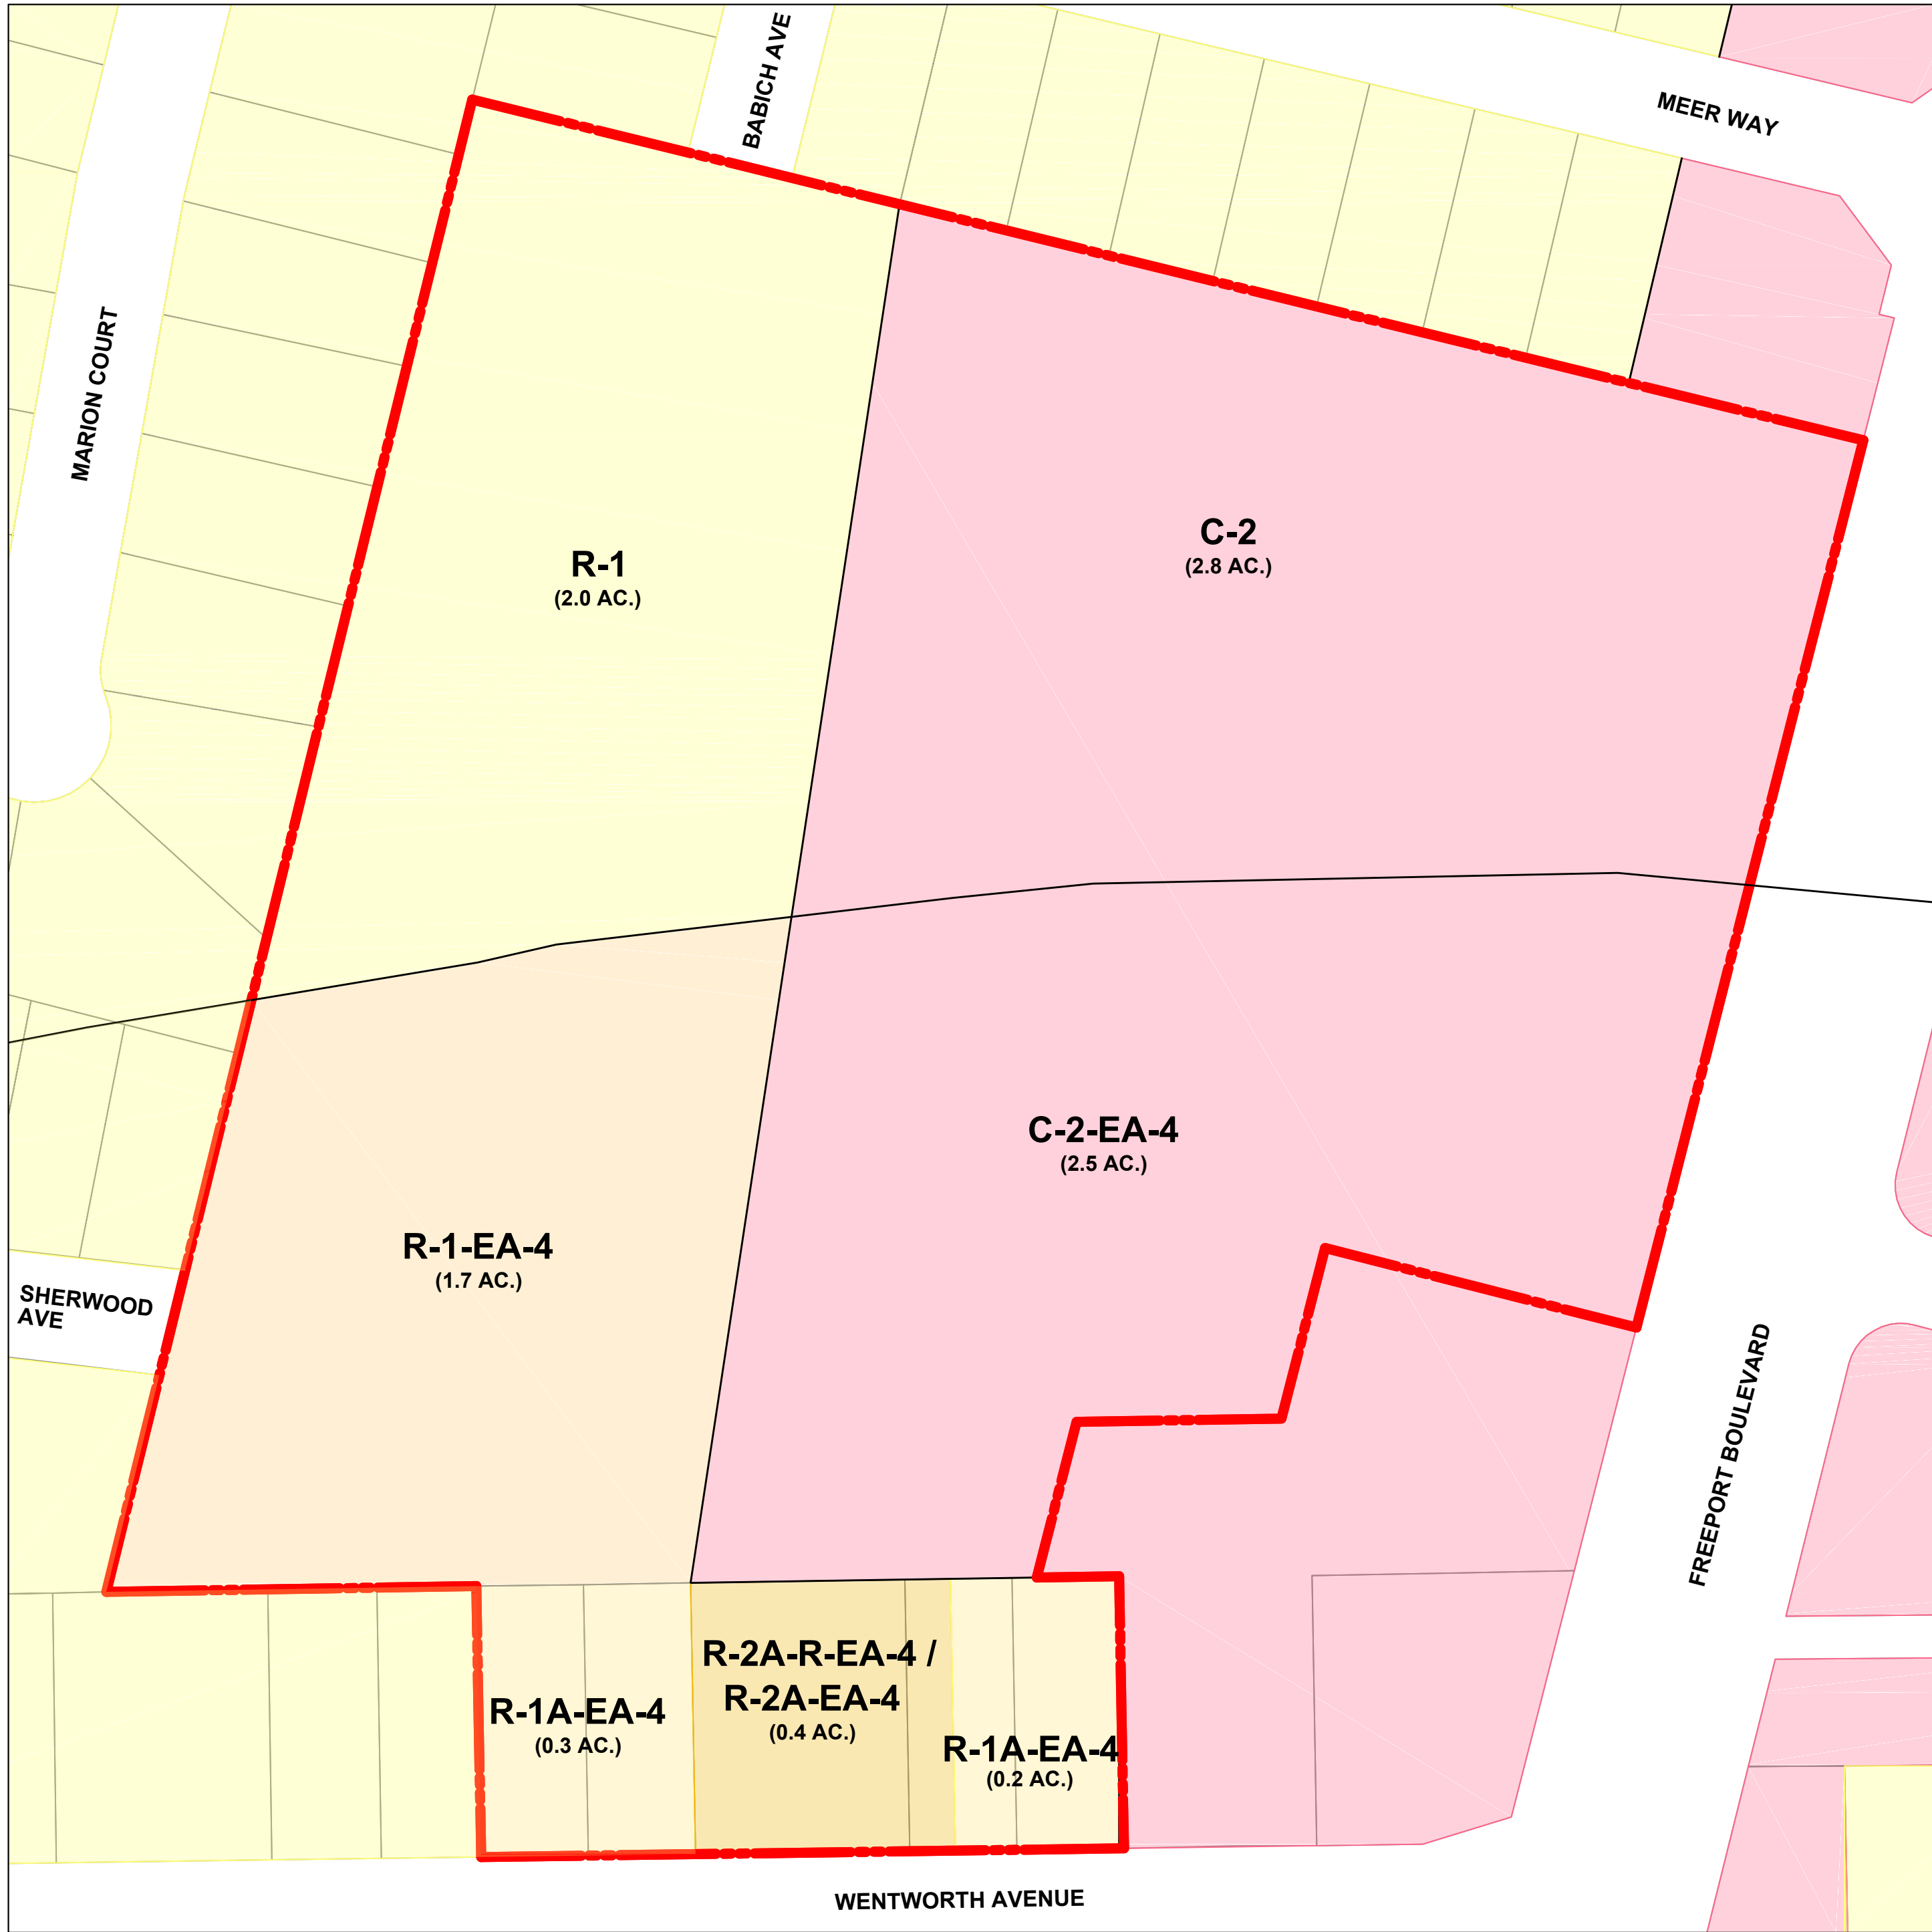 BABICH AVE
MEER WAY
MARION COURT
R-1
(2.0 AC.)
C-2
(2.8 AC.)
C-2-EA-4
(2.5 AC.)
R-1-EA-4
(1.7 AC.)
SHERWOOD
AVE
FREEPORT BOULEVARD
R-1A-EA-4
(0.3 AC.)
R-2A-R-EA-4 /
R-2A-EA-4
(0.4 AC.)
R-1A-EA-4
(0.2 AC.)
WENTWORTH AVENUE